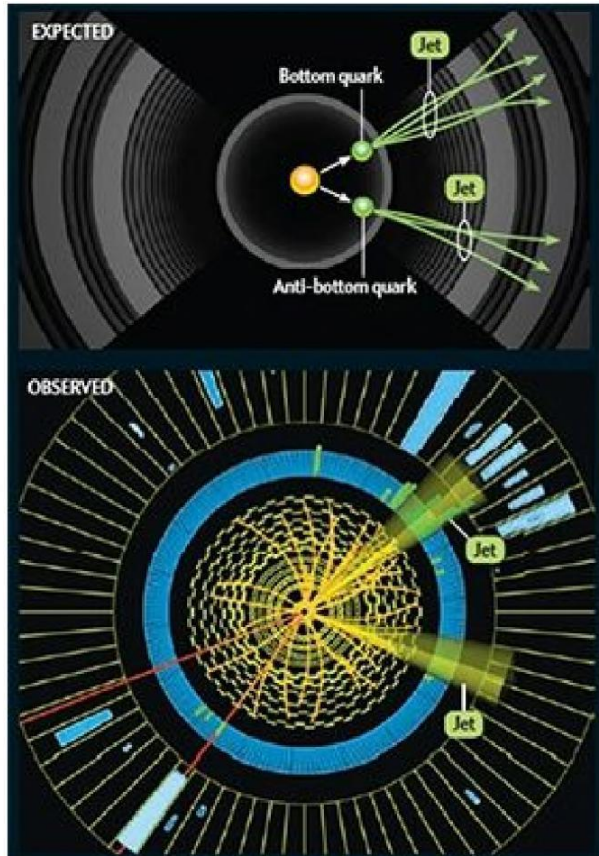 EXPECTED
Jet
Bottom quark
Jet
Anti-bottom quark
OBSERVED
Jet
Jet